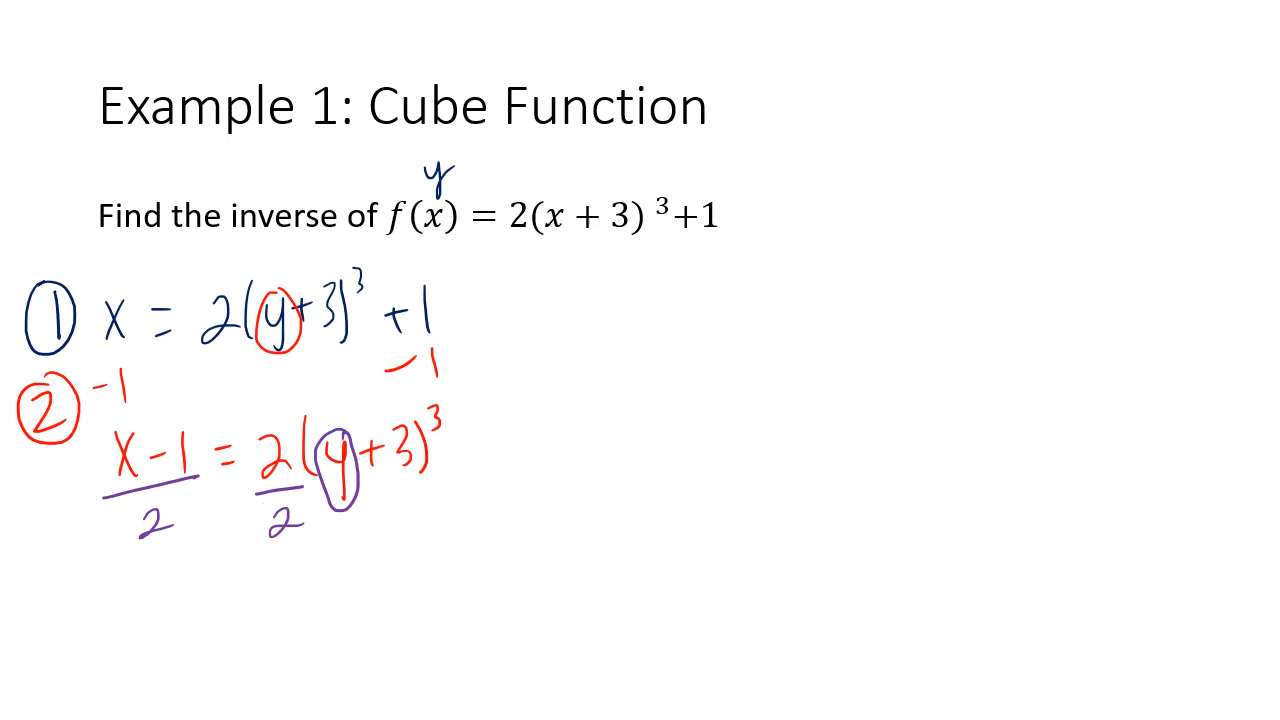 Example 1: Cube Function
y
Find the inverse of f(x) = 2(x + 3) ³+1
① x = 2(y+3)³ +1
② -1 -1
x-1 = 2(y+3)³
2 2